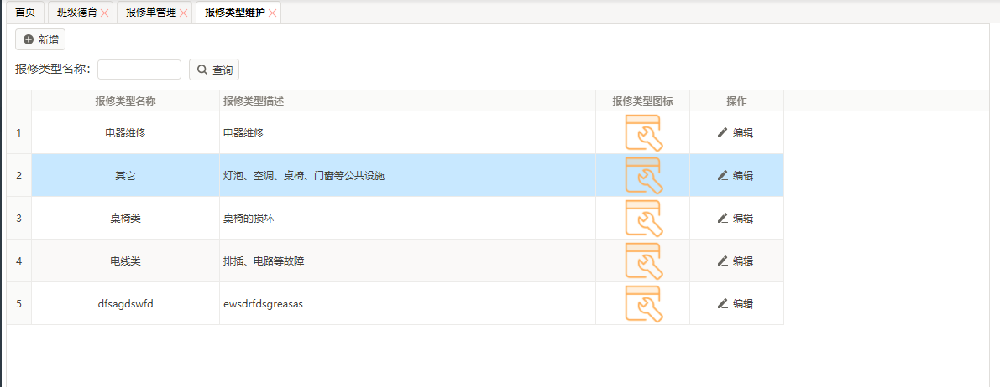 首页 班级德育 报修单管理 报修类型维护
新增
报修类型名称： 查询
报修类型名称 报修类型描述 报修类型图标 操作
1 电器维修 电器维修 编辑
2 其它 灯泡、空调、桌椅、门窗等公共设施 编辑
3 桌椅类 桌椅的损坏 编辑
4 电线类 排插、电路等故障 编辑
5 dfsagdswfd ewsdrfdsgreasas 编辑